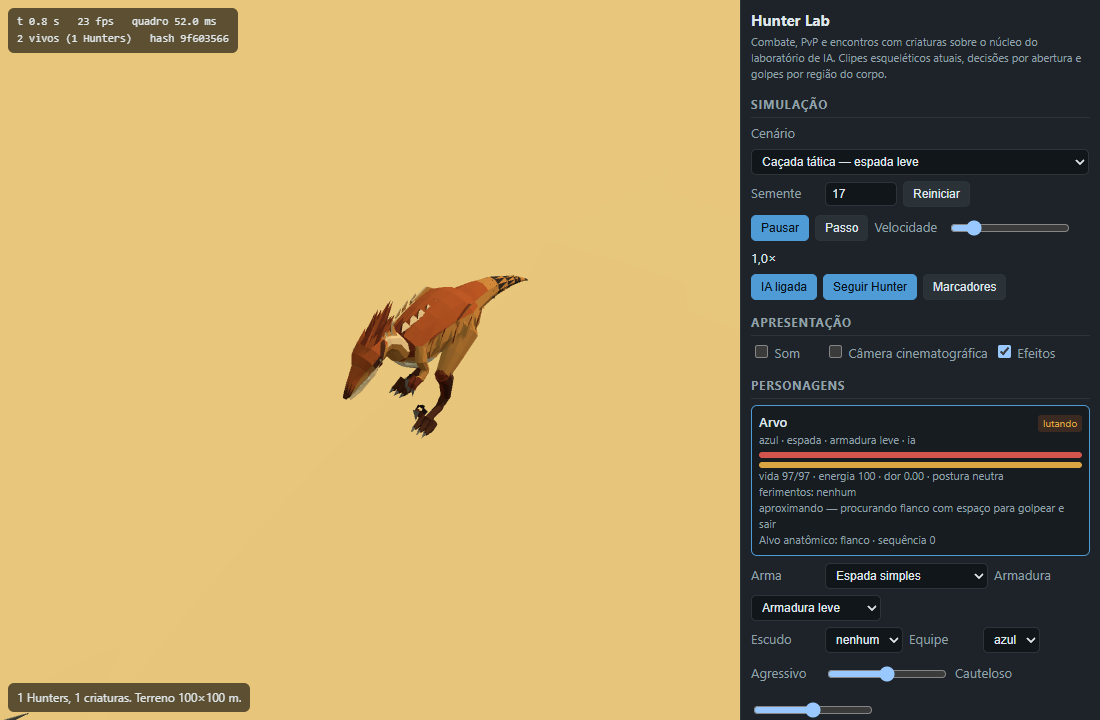 t 0.8 s   23 fps   quadro 52.0 ms
2 vivos (1 Hunters)   hash 9f603566
1 Hunters, 1 criaturas. Terreno 100×100 m.
Hunter Lab
Combate, PvP e encontros com criaturas sobre o núcleo do
laboratório de IA. Clipes esqueléticos atuais, decisões por abertura e
golpes por região do corpo.
SIMULAÇÃO
Cenário
Caçada tática — espada leve
Semente 17 Reiniciar
Pausar Passo Velocidade
1,0×
IA ligada Seguir Hunter Marcadores
APRESENTAÇÃO
Som Câmera cinematográfica Efeitos
PERSONAGENS
Arvo lutando
azul · espada · armadura leve · ia
vida 97/97 · energia 100 · dor 0.00 · postura neutra
ferimentos: nenhum
aproximando — procurando flanco com espaço para golpear e
sair
Alvo anatômico: flanco · sequência 0
Arma Espada simples Armadura
Armadura leve
Escudo nenhum Equipe azul
Agressivo Cauteloso